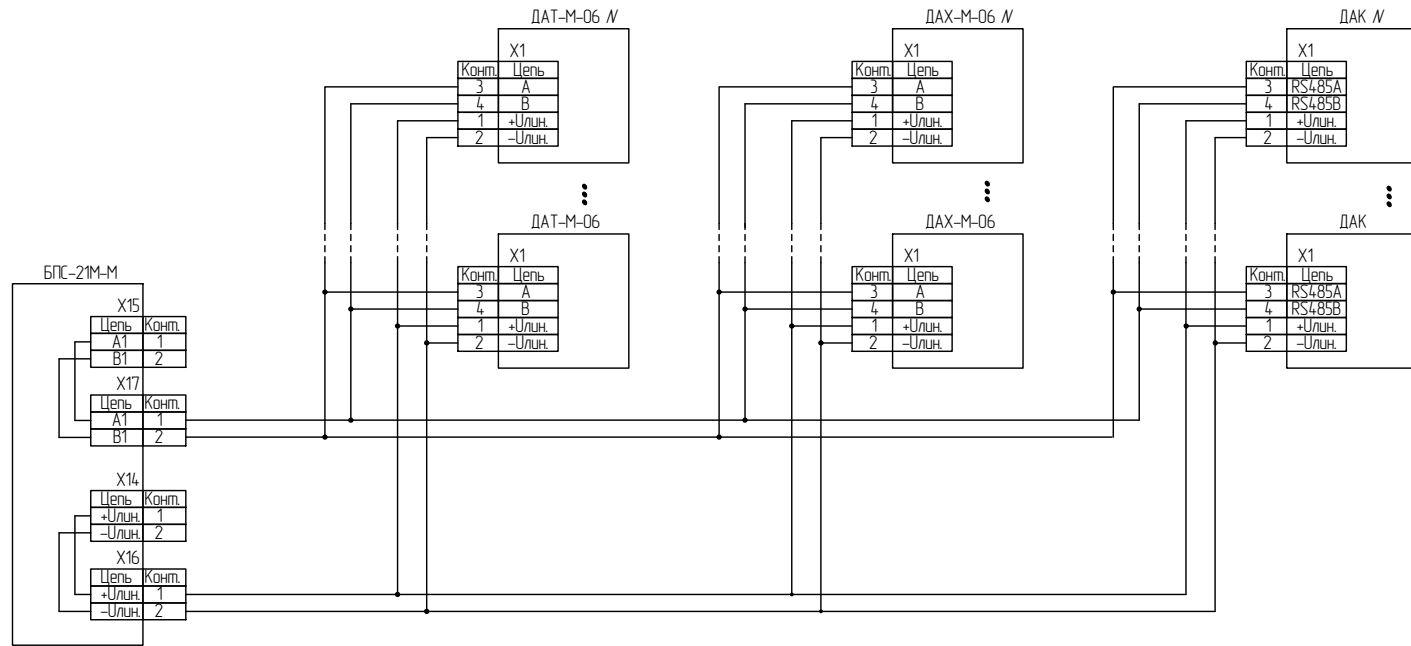 ДАТ-М-06 N
X1
Конт. Цепь
3 A
4 B
1 +Uлин.
2 -Uлин.
ДАХ-М-06 N
X1
Конт. Цепь
3 A
4 B
1 +Uлин.
2 -Uлин.
ДАК N
X1
Конт. Цепь
3 RS485A
4 RS485B
1 +Uлин.
2 -Uлин.
ДАТ-М-06
X1
Конт. Цепь
3 A
4 B
1 +Uлин.
2 -Uлин.
ДАХ-М-06
X1
Конт. Цепь
3 A
4 B
1 +Uлин.
2 -Uлин.
ДАК
X1
Конт. Цепь
3 RS485A
4 RS485B
1 +Uлин.
2 -Uлин.
БПС-21М-М
X15
Цепь Конт.
A1 1
B1 2
X17
Цепь Конт.
A1 1
B1 2
X14
Цепь Конт.
+Uлин. 1
-Uлин. 2
X16
Цепь Конт.
+Uлин. 1
-Uлин. 2